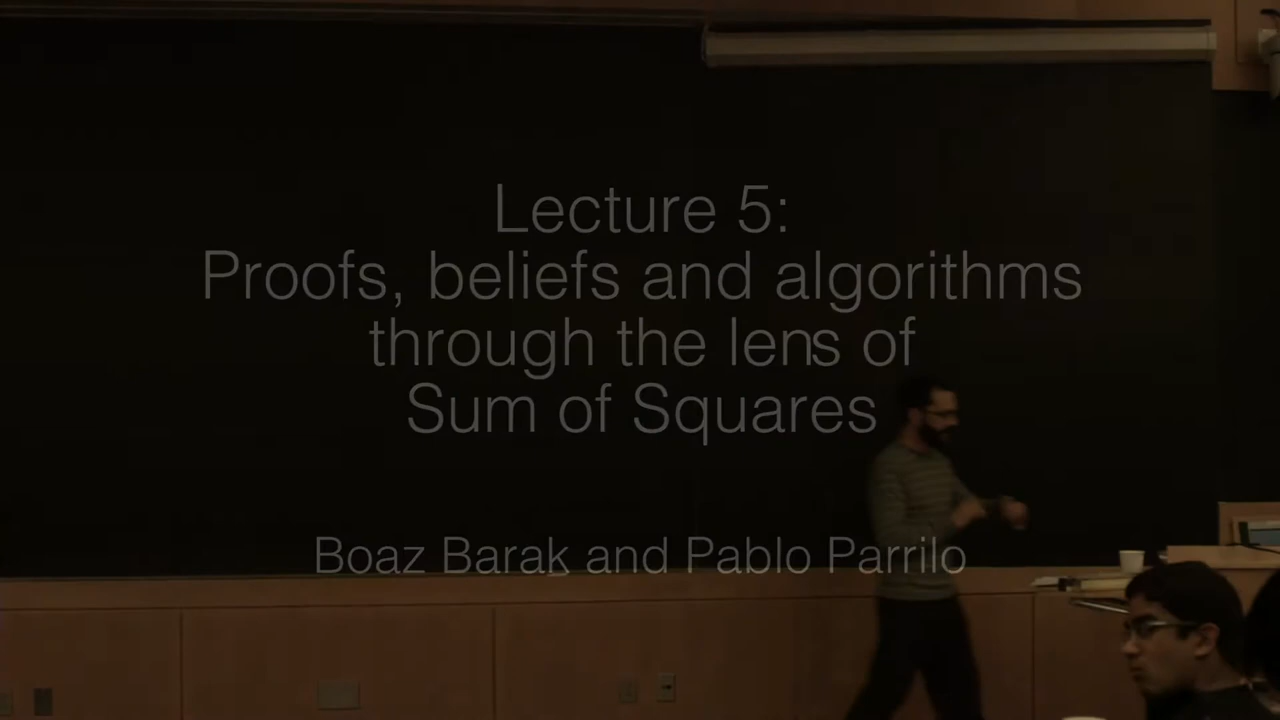 Lecture 5:
Proofs, beliefs and algorithms
through the lens of
Sum of Squares
Boaz Barak and Pablo Parrilo